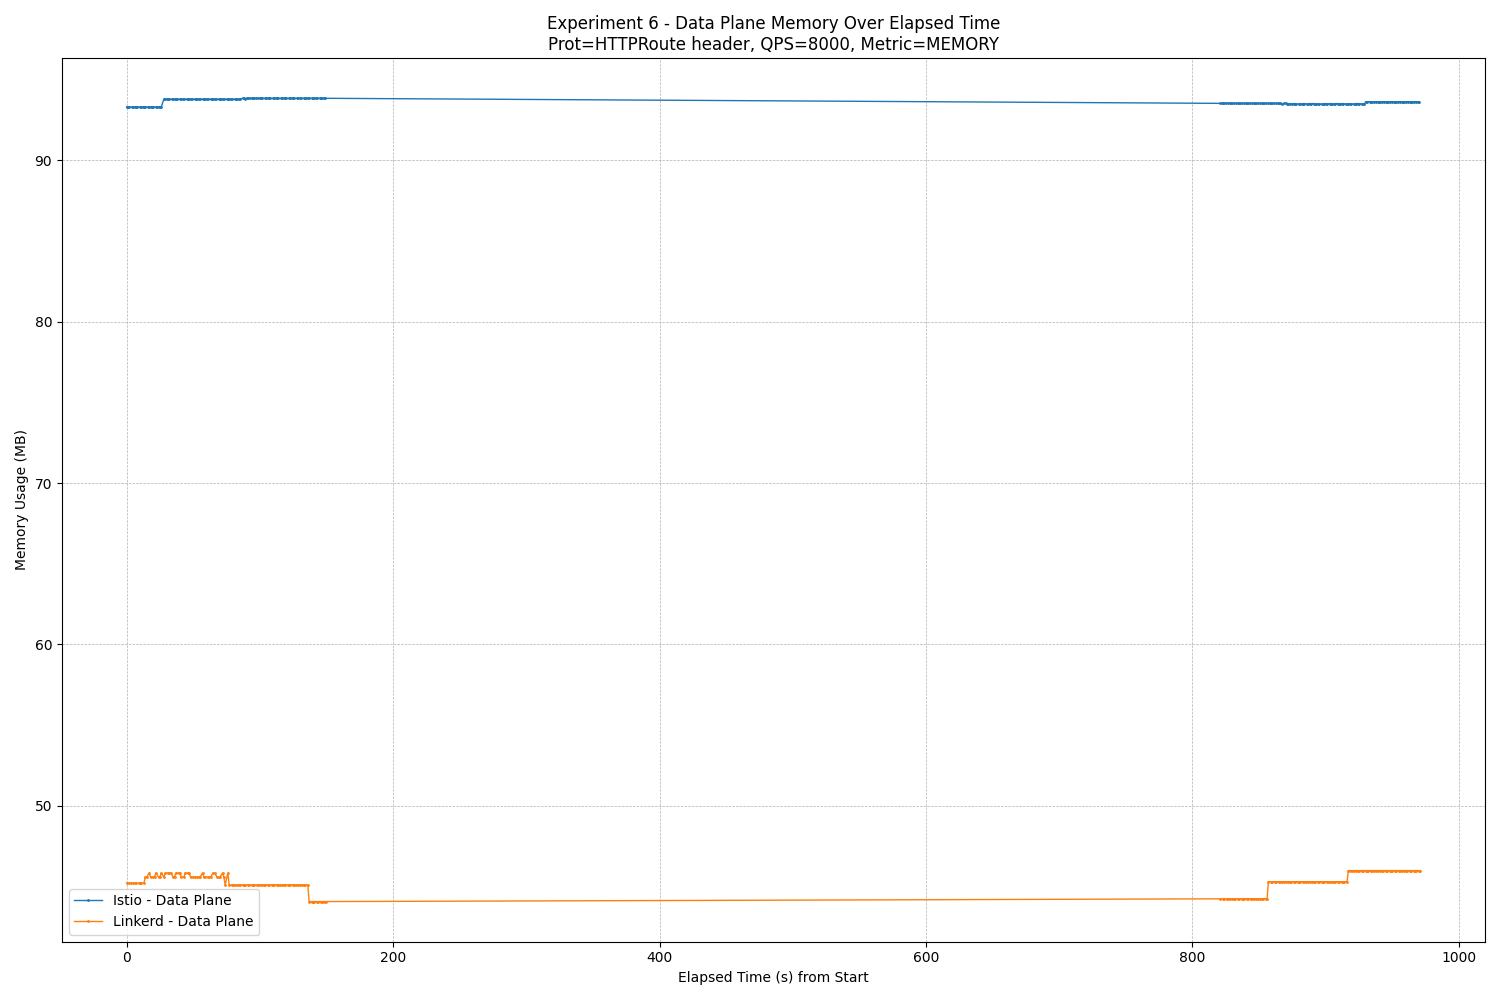 Experiment 6 - Data Plane Memory Over Elapsed Time
Prot=HTTPRoute header, QPS=8000, Metric=MEMORY
Memory Usage (MB)
90
80
70
60
50
Istio - Data Plane
Linkerd - Data Plane
0
200
400
600
800
1000
Elapsed Time (s) from Start